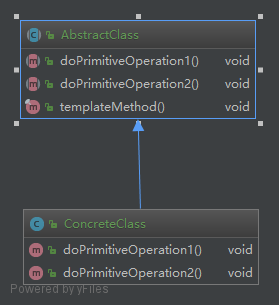 AbstractClass
doPrimitiveOperation1() void
doPrimitiveOperation2() void
templateMethod() void
ConcreteClass
doPrimitiveOperation1() void
doPrimitiveOperation2() void
Powered by yFiles